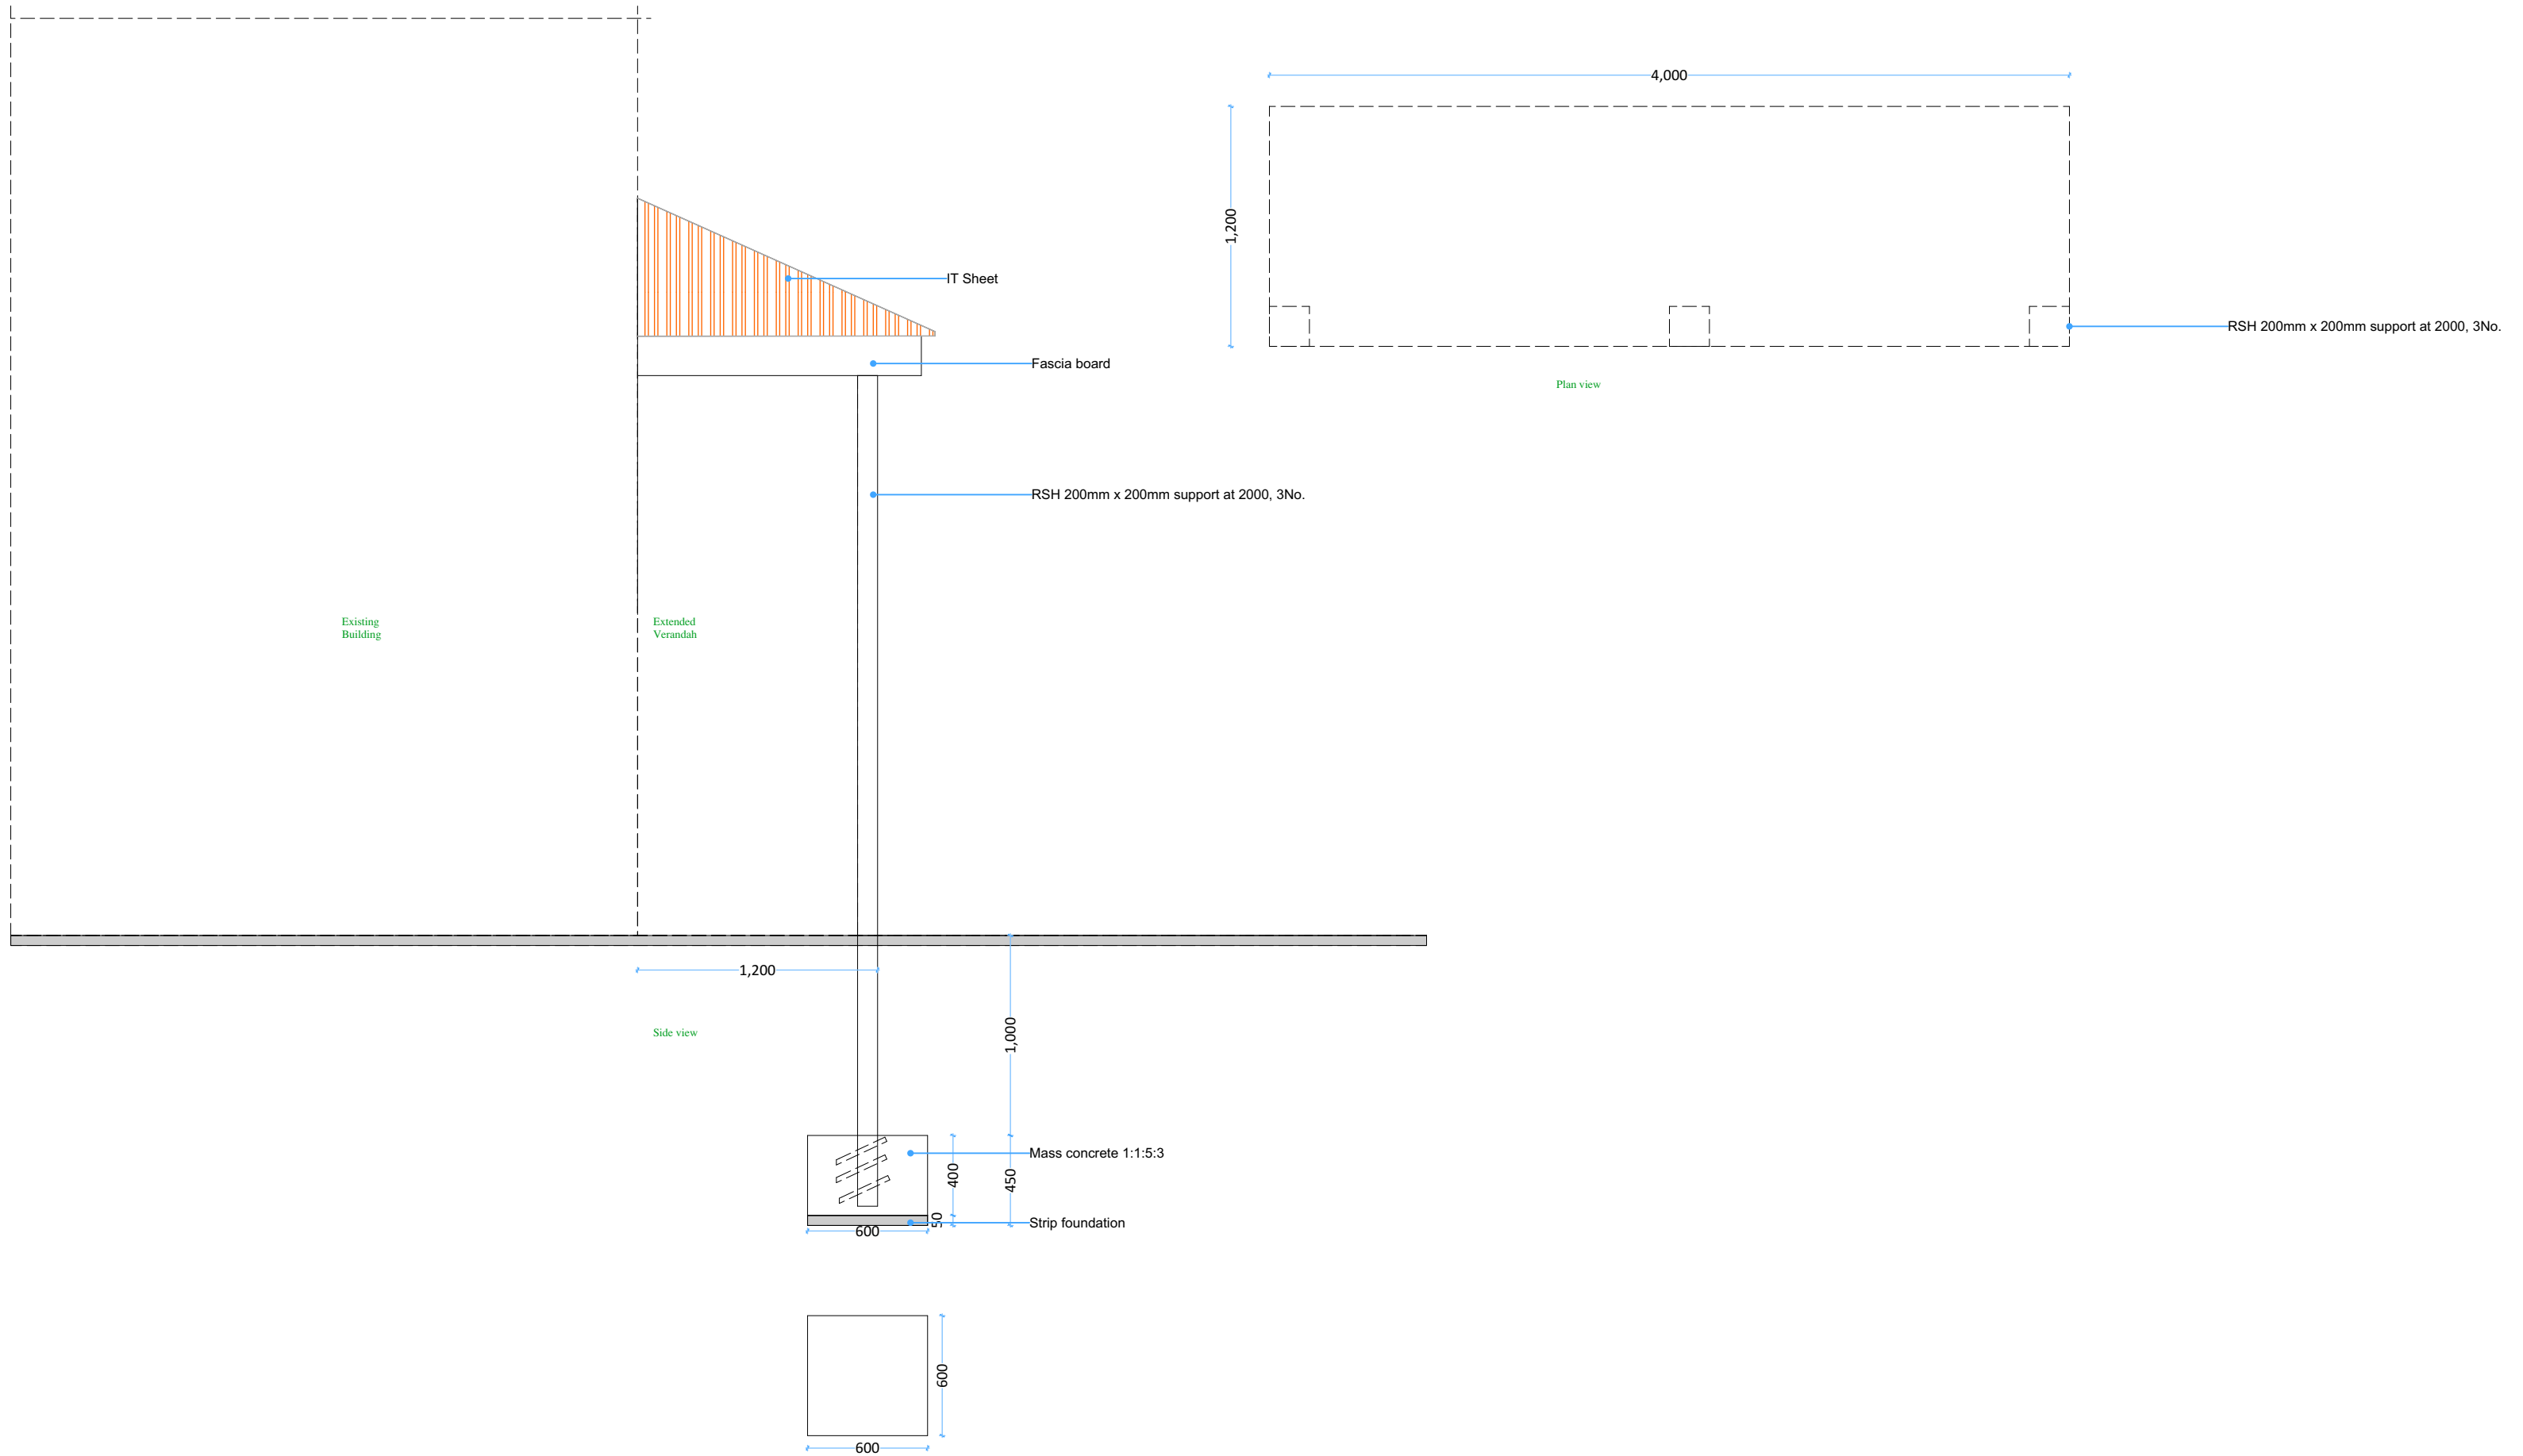 4,000
1,200
IT Sheet
RSH 200mm x 200mm support at 2000, 3No.
Fascia board
Plan view
RSH 200mm x 200mm support at 2000, 3No.
Existing
Building
Extended
Verandah
1,200
Side view
1,000
Mass concrete 1:1:5:3
400
450
50
Strip foundation
600
600
600